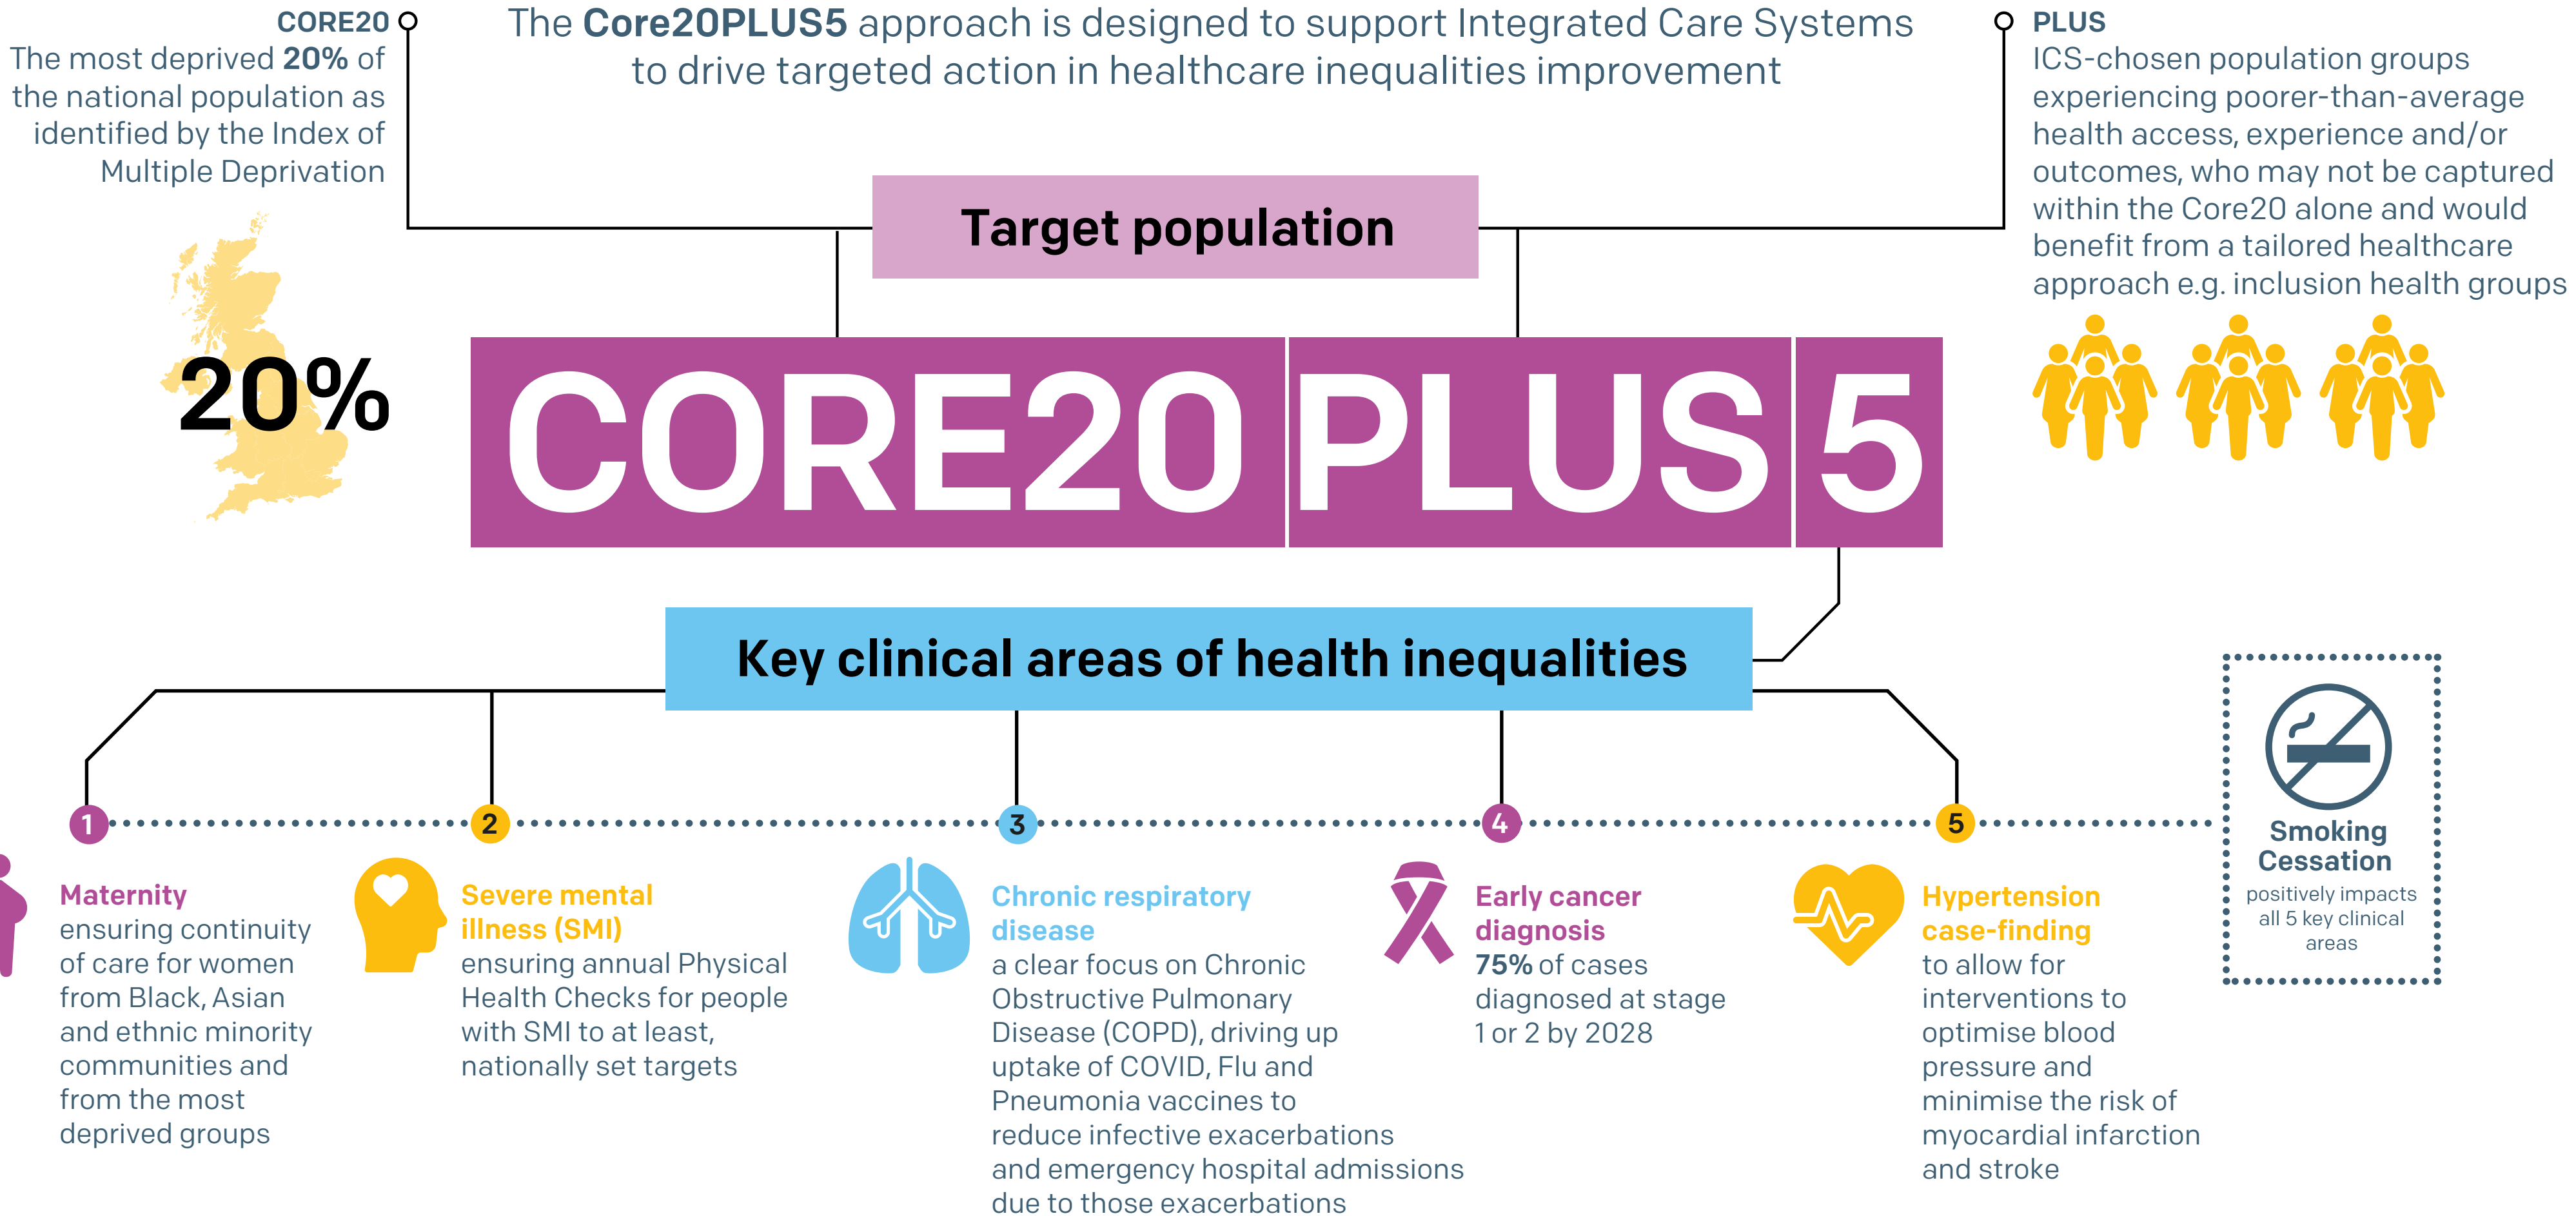 CORE20
The most deprived 20% of
the national population as
identified by the Index of
Multiple Deprivation
20%
The Core20PLUS5 approach is designed to support Integrated Care Systems
to drive targeted action in healthcare inequalities improvement
PLUS
ICS-chosen population groups
experiencing poorer-than-average
health access, experience and/or
outcomes, who may not be captured
within the Core20 alone and would
benefit from a tailored healthcare
approach e.g. inclusion health groups
Target population
CORE20 PLUS 5
Key clinical areas of health inequalities
1
Maternity
ensuring continuity
of care for women
from Black, Asian
and ethnic minority
communities and
from the most
deprived groups
2
Severe mental
illness (SMI)
ensuring annual Physical
Health Checks for people
with SMI to at least,
nationally set targets
3
Chronic respiratory
disease
a clear focus on Chronic
Obstructive Pulmonary
Disease (COPD), driving up
uptake of COVID, Flu and
Pneumonia vaccines to
reduce infective exacerbations
and emergency hospital admissions
due to those exacerbations
4
Early cancer
diagnosis
75% of cases
diagnosed at stage
1 or 2 by 2028
5
Hypertension
case-finding
to allow for
interventions to
optimise blood
pressure and
minimise the risk of
myocardial infarction
and stroke
Smoking
Cessation
positively impacts
all 5 key clinical
areas